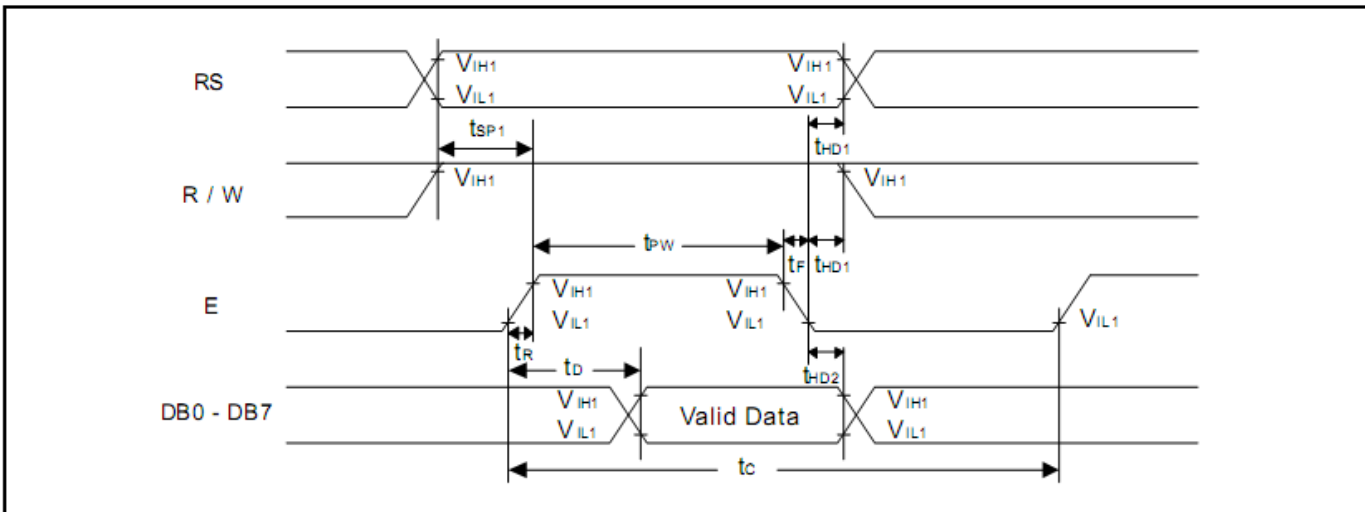 RS
VIH1
VIL1
VIH1
VIL1
tSP1
tHD1
R / W
VIH1
VIH1
tPW
tF
tHD1
E
VIH1
VIL1
VIH1
VIL1
VIL1
tR
tD
tHD2
DB0 - DB7
VIH1
VIL1
Valid Data
VIH1
VIL1
tC